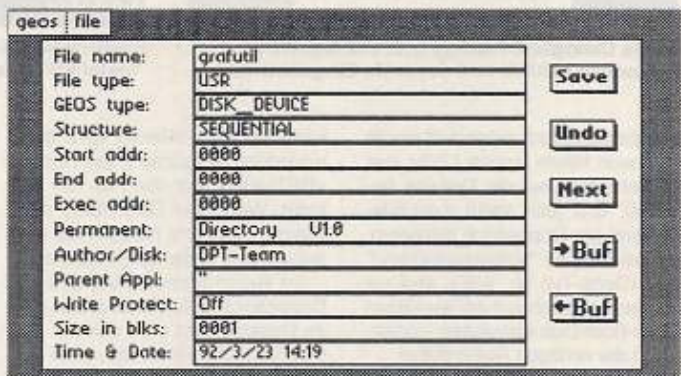 geos file
File name: grafutil
File type: USR
GEOS type: DISK__DEVICE
Structure: SEQUENTIAL
Start addr: 0000
End addr: 0000
Exec addr: 0000
Permanent: Directory V1.0
Author/Disk: DPT-Team
Parent Appl: "
Write Protect: Off
Size in blks: 0001
Time & Date: 92/3/23 14:19
Save
Undo
Next
→Buf
←Buf